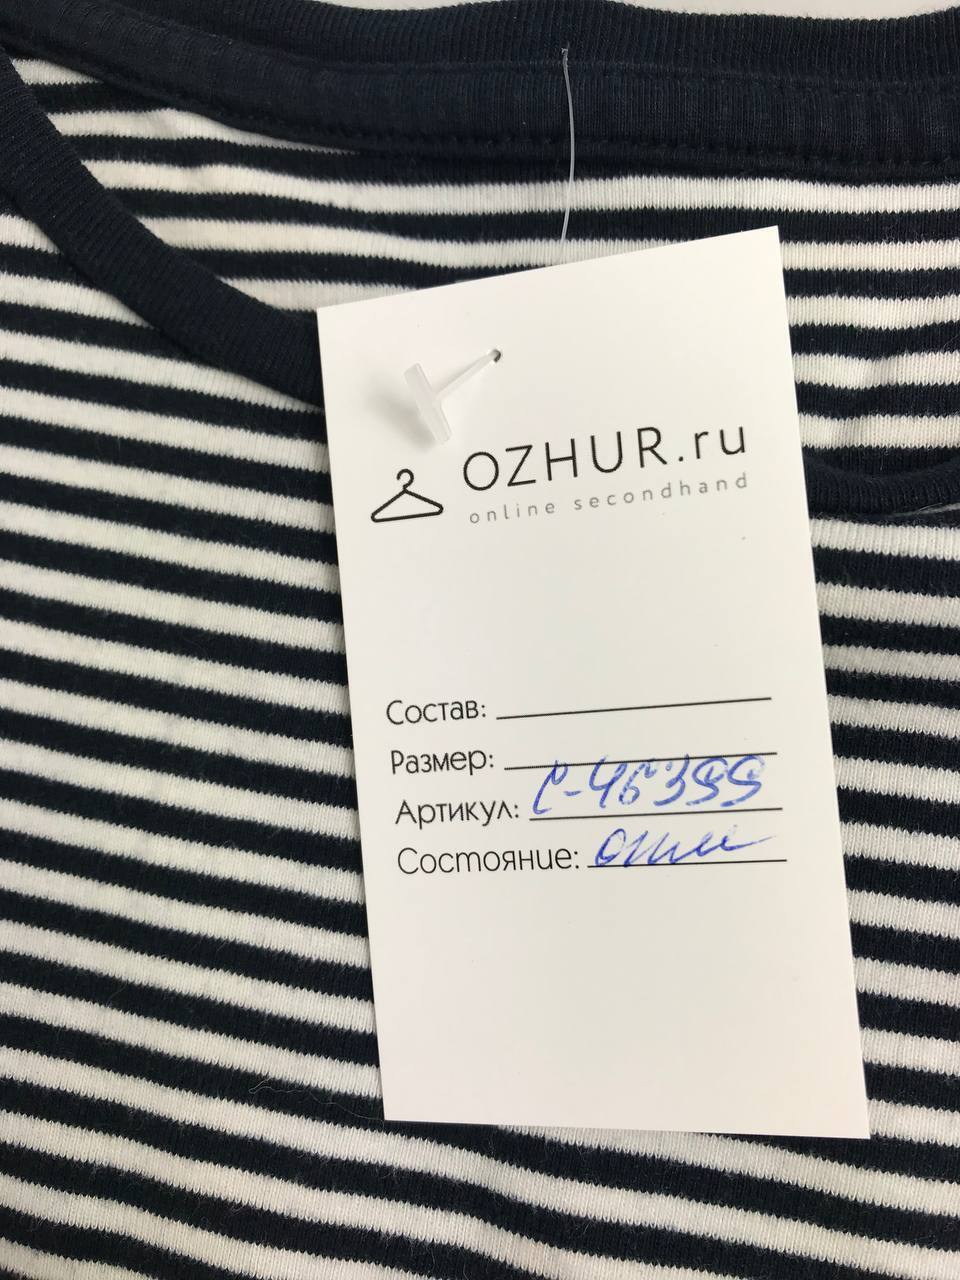 OZHUR.ru
online secondhand
Состав:
Размер:
Артикул: С-46399
Состояние: